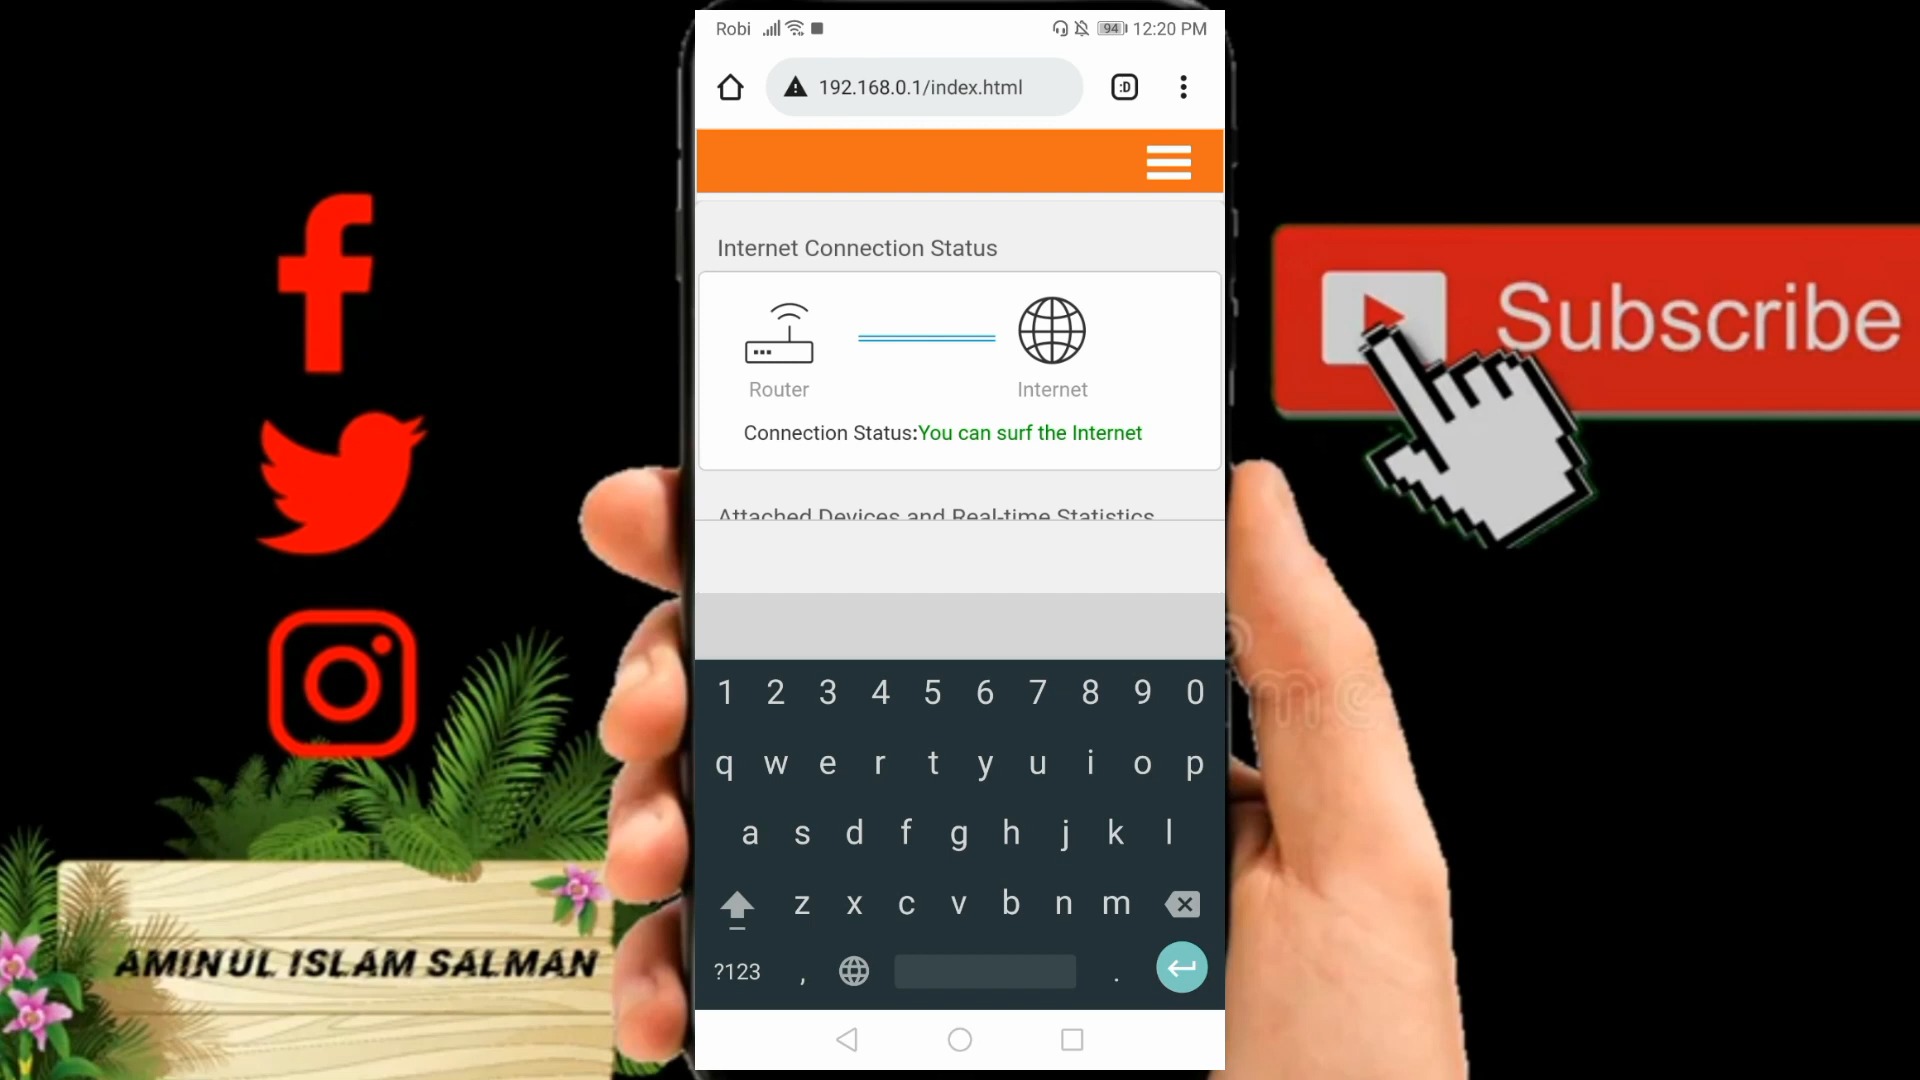 Robi 94 12:20 PM
192.168.0.1/index.html :D
Internet Connection Status
Router Internet
Connection Status:You can surf the Internet
Attached Devices and Real-time Statistics
Subscribe
1 2 3 4 5 6 7 8 9 0
q w e r t y u i o p
a s d f g h j k l
z x c v b n m
?123 , .
AMINUL ISLAM SALMAN